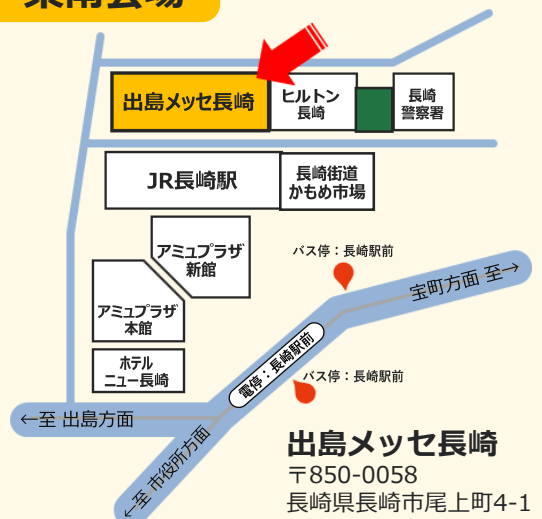 出島メッセ長崎
ヒルトン
長崎
長崎
警察署
JR長崎駅
長崎街道
かもめ市場
アミュプラザ
新館
バス停：長崎駅前
宝町方面 至→
アミュプラザ
本館
電停：長崎駅前
ホテル
ニュー長崎
バス停：長崎駅前
←至 出島方面
←至 市役所方面
出島メッセ長崎
〒850-0058
長崎県長崎市尾上町4-1